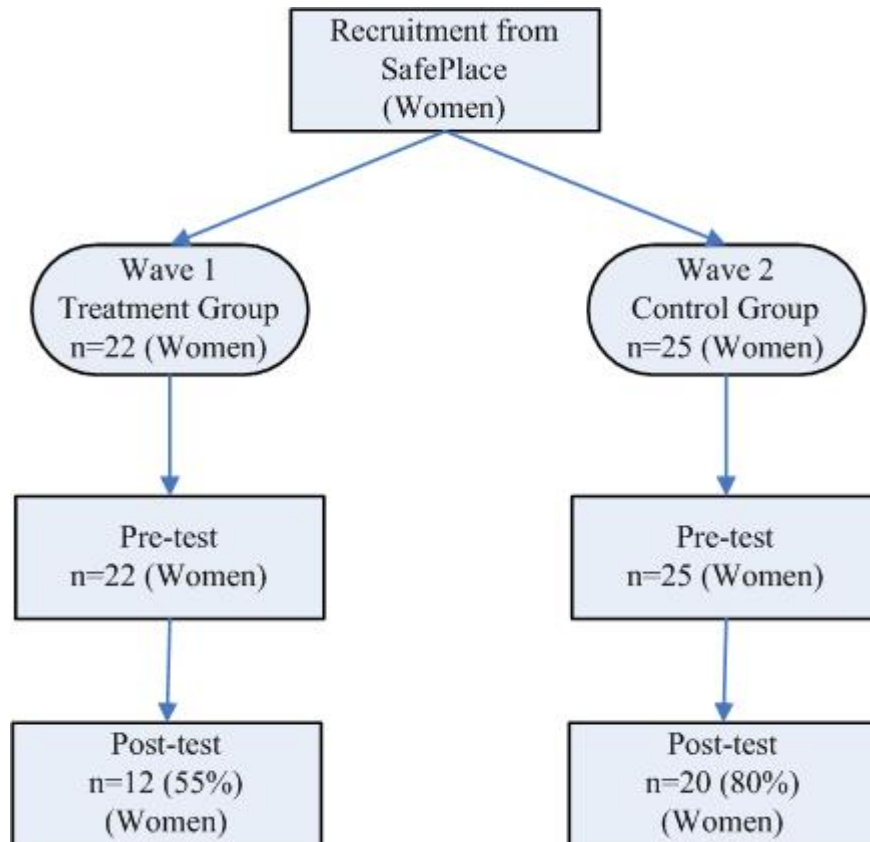 Recruitment from
SafePlace
(Women)
Wave 1
Treatment Group
n=22 (Women)
Wave 2
Control Group
n=25 (Women)
Pre-test
n=22 (Women)
Pre-test
n=25 (Women)
Post-test
n=12 (55%)
(Women)
Post-test
n=20 (80%)
(Women)